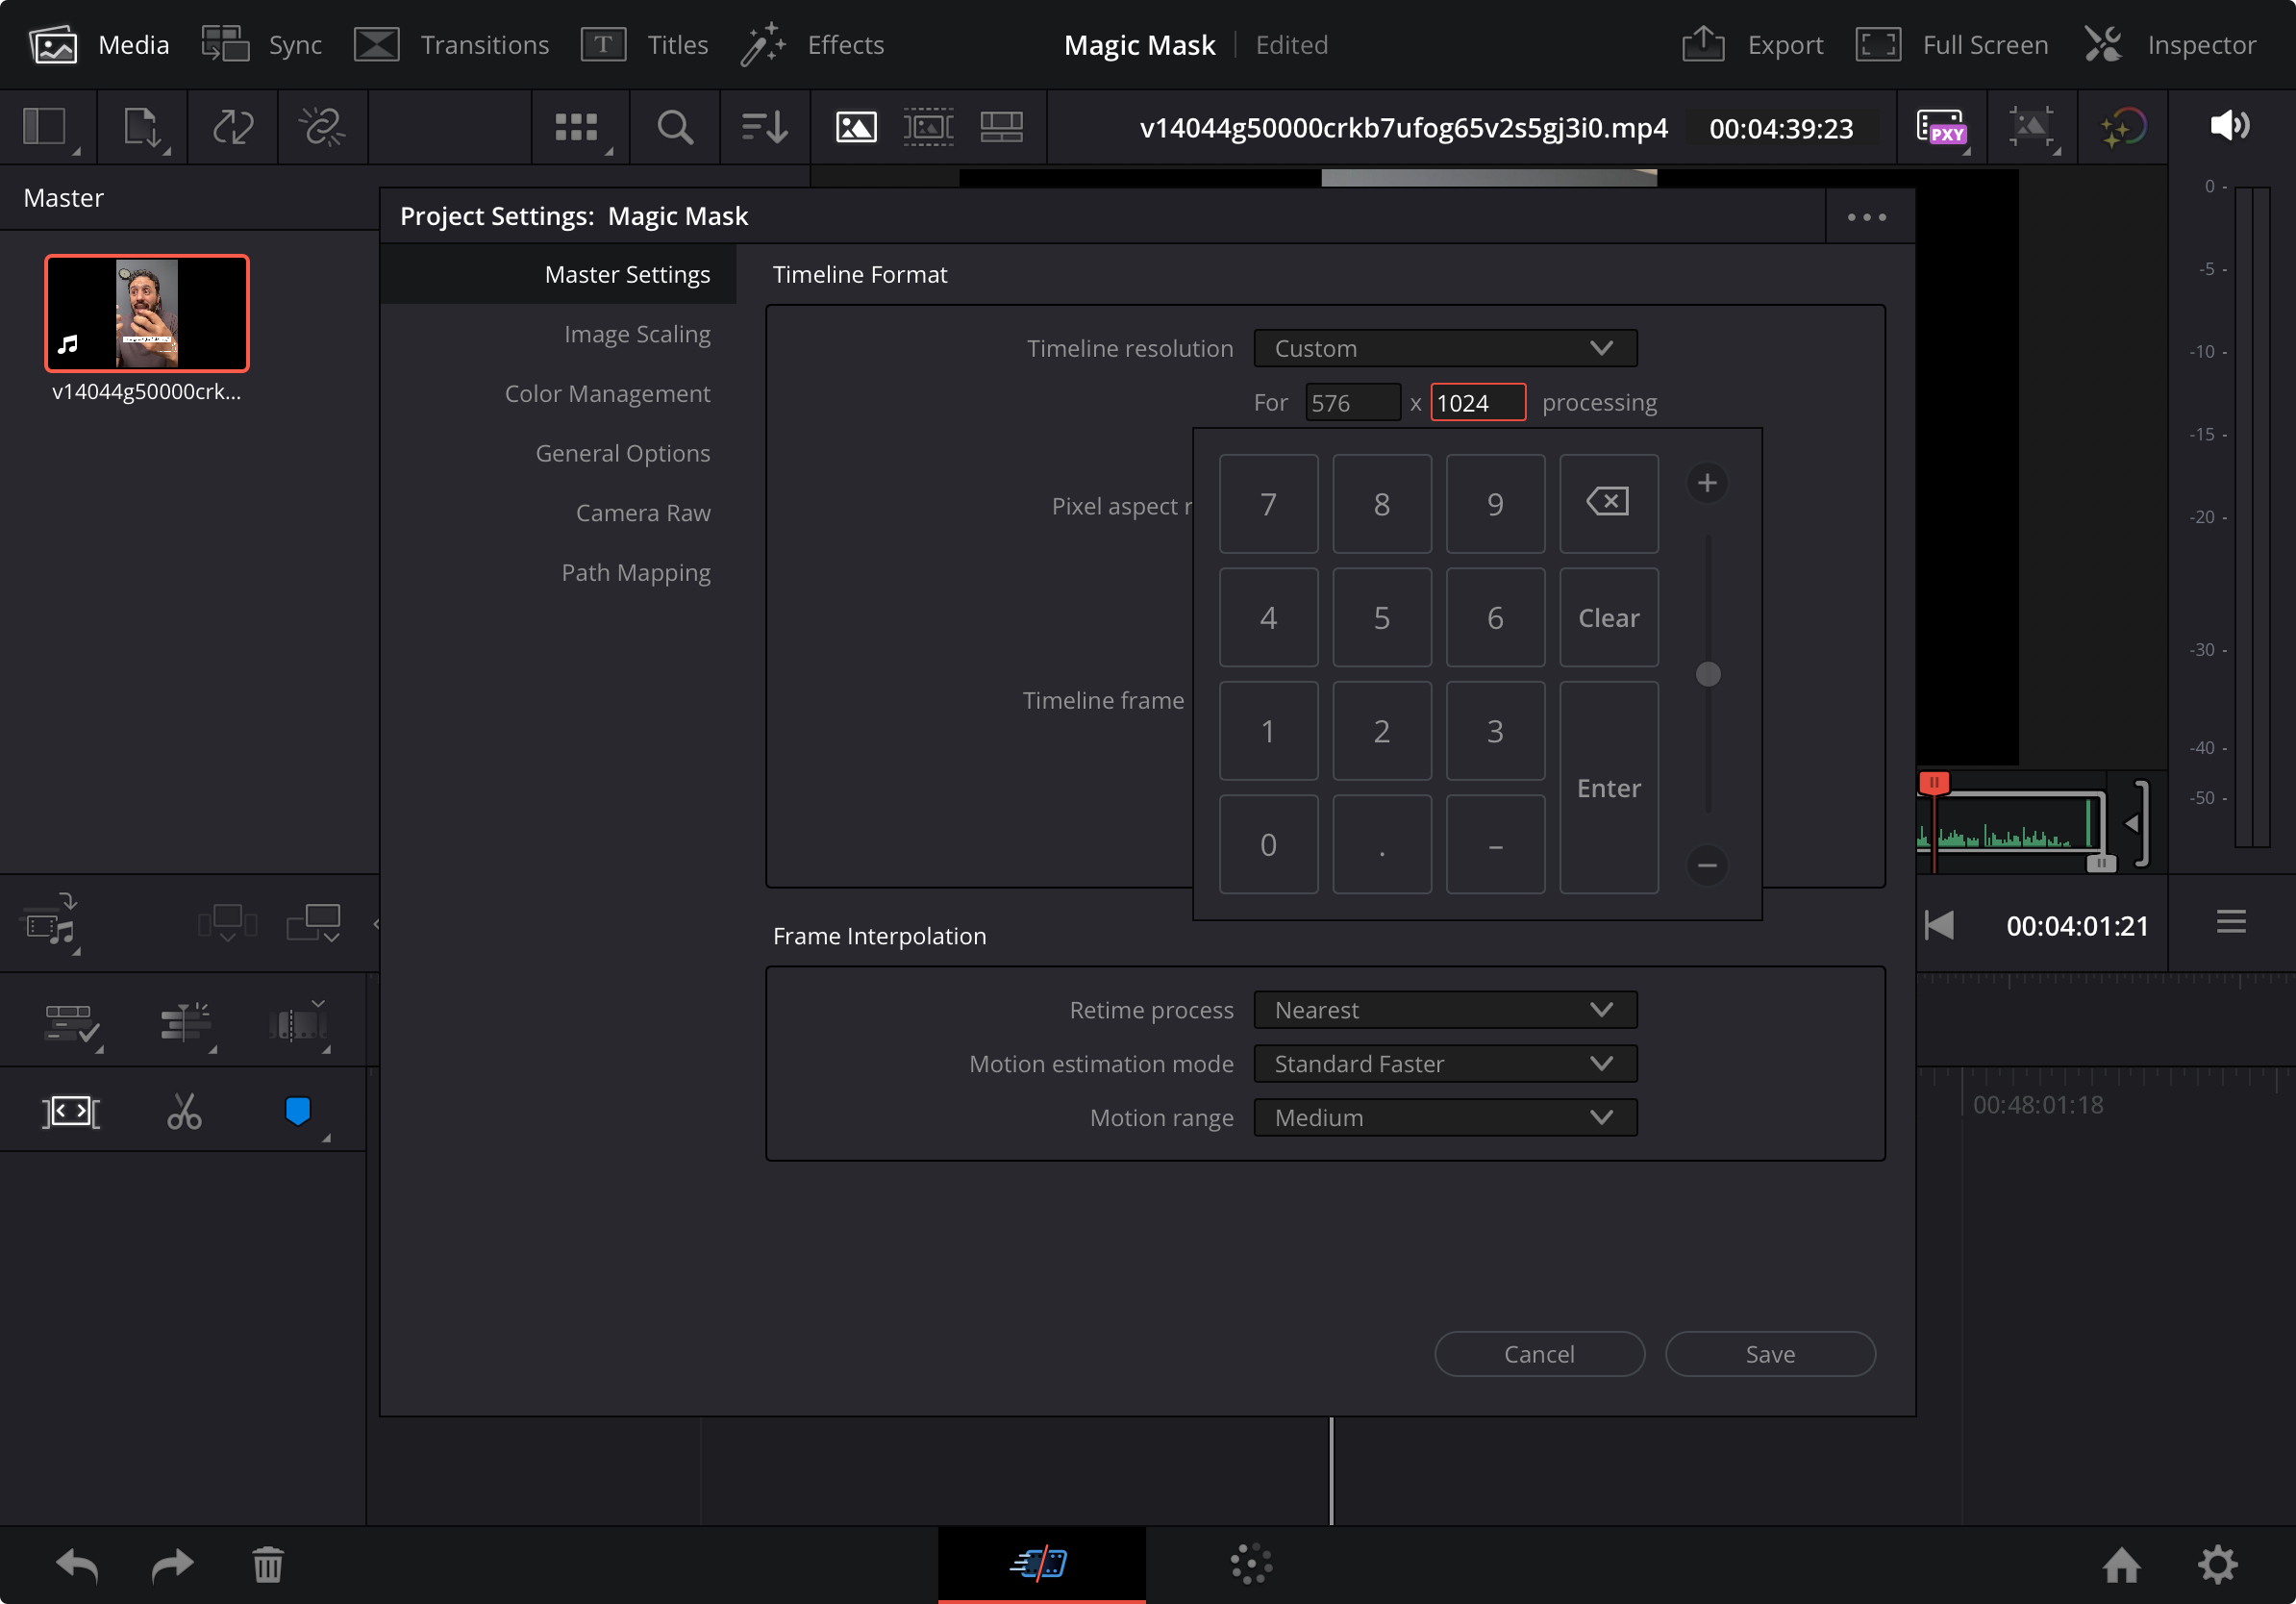 Media Sync Transitions Titles Effects Magic Mask Edited Export Full Screen Inspector
v14044g50000crkb7ufog65v2s5gj3i0.mp4 00:04:39:23 PXY
Master
v14044g50000crk...
Project Settings: Magic Mask
Master Settings
Image Scaling
Color Management
General Options
Camera Raw
Path Mapping
Timeline Format
Timeline resolution Custom
For 576 x 1024 processing
Pixel aspect r
Timeline frame
7 8 9
4 5 6 Clear
1 2 3
Enter
0 . –
Frame Interpolation
Retime process Nearest
Motion estimation mode Standard Faster
Motion range Medium
Cancel Save
0
-5
-10
-15
-20
-30
-40
-50
00:04:01:21
00:48:01:18